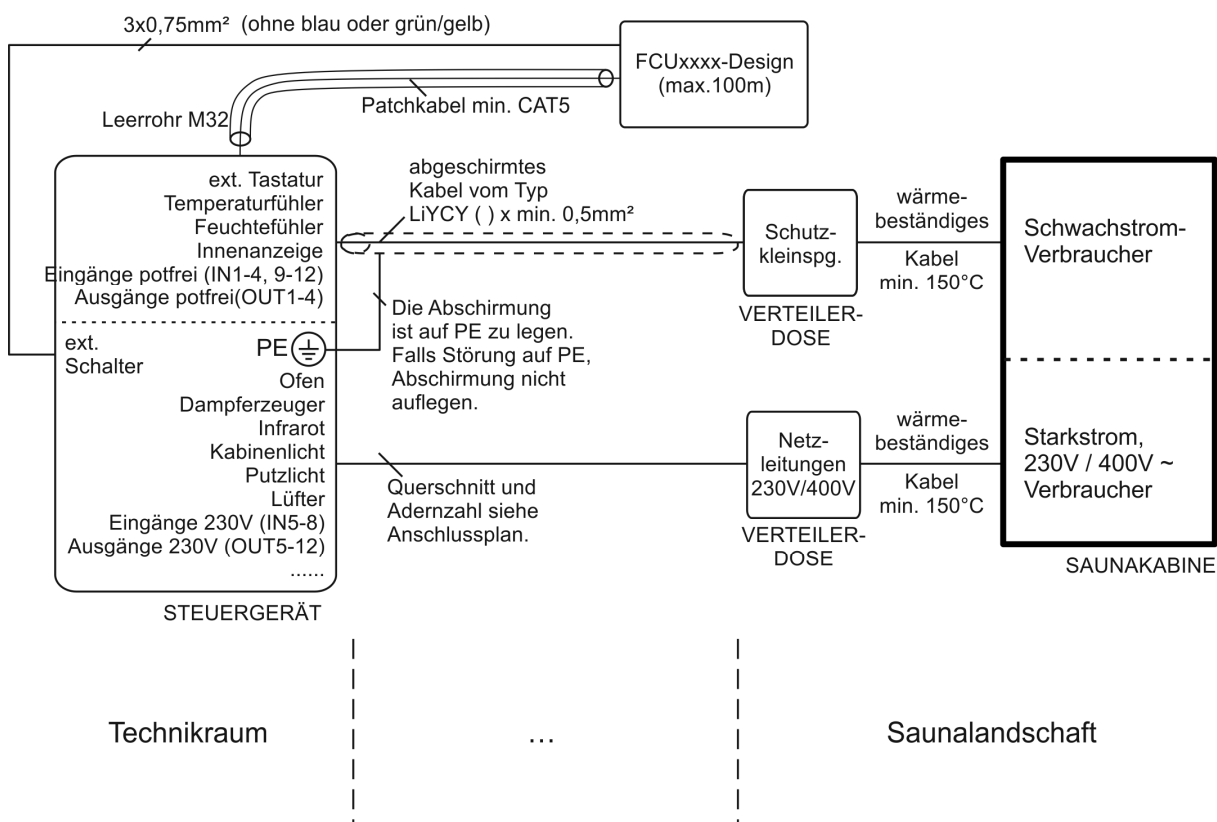 3x0,75mm² (ohne blau oder grün/gelb)
FCUxxxx-Design
(max.100m)
Patchkabel min. CAT5
Leerrohr M32
ext. Tastatur
Temperaturfühler
Feuchtefühler
Innenanzeige
Eingänge potfrei (IN1-4, 9-12)
Ausgänge potfrei(OUT1-4)
ext.
Schalter
PE
Ofen
Dampferzeuger
Infrarot
Kabinenlicht
Putzlicht
Lüfter
Eingänge 230V (IN5-8)
Ausgänge 230V (OUT5-12)
......
STEUERGERÄT
abgeschirmtes
Kabel vom Typ
LiYCY ( ) x min. 0,5mm²
Die Abschirmung
ist auf PE zu legen.
Falls Störung auf PE,
Abschirmung nicht
auflegen.
Querschnitt und
Adernzahl siehe
Anschlussplan.
Schutz-
kleinspg.
VERTEILER-
DOSE
wärme-
beständiges
Kabel
min. 150°C
Schwachstrom-
Verbraucher
Netz-
leitungen
230V/400V
VERTEILER-
DOSE
wärme-
beständiges
Kabel
min. 150°C
Starkstrom,
230V / 400V ~
Verbraucher
SAUNAKABINE
Technikraum
...
Saunalandschaft